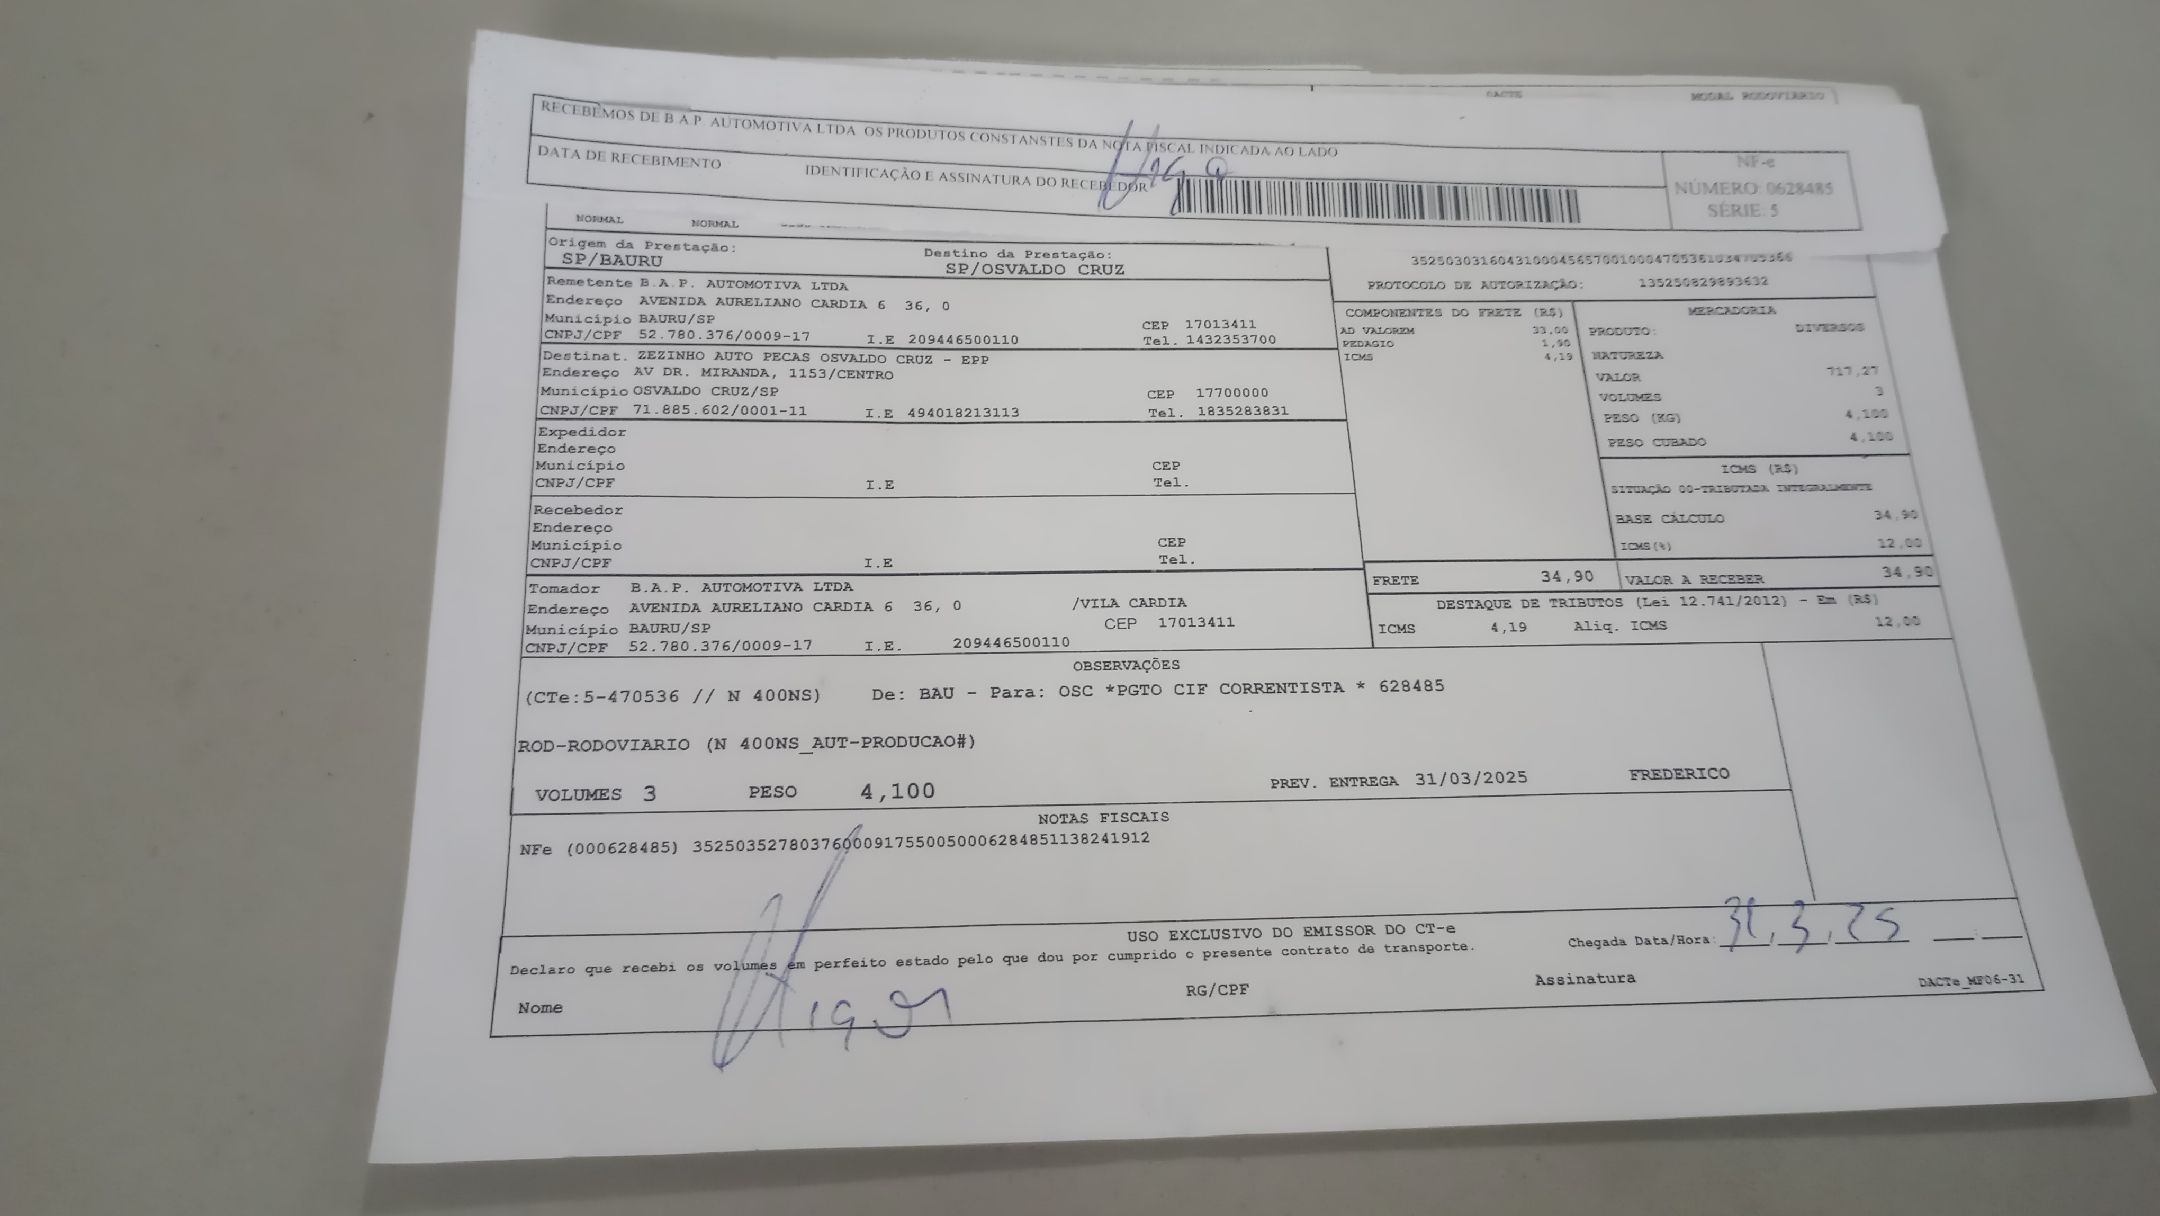 DACTE MODAL RODOVIÁRIO
RECEBEMOS DE B A.P. AUTOMOTIVA LTDA OS PRODUTOS CONSTANSTES DA NOTA FISCAL INDICADA AO LADO
DATA DE RECEBIMENTO IDENTIFICAÇÃO E ASSINATURA DO RECEBEDOR
NF-e
NÚMERO: 0628485
SÉRIE: 5
NORMAL NORMAL
Origem da Prestação: Destino da Prestação:
SP/BAURU SP/OSVALDO CRUZ
Remetente B.A.P. AUTOMOTIVA LTDA
Endereço AVENIDA AURELIANO CARDIA 6 36, 0
Município BAURU/SP CEP 17013411
CNPJ/CPF 52.780.376/0009-17 I.E 209446500110 Tel. 1432353700
Destinat. ZEZINHO AUTO PECAS OSVALDO CRUZ - EPP
Endereço AV DR. MIRANDA, 1153/CENTRO
Município OSVALDO CRUZ/SP CEP 17700000
CNPJ/CPF 71.885.602/0001-11 I.E 494018213113 Tel. 1835283831
Expedidor
Endereço
Município CEP
CNPJ/CPF I.E Tel.
Recebedor
Endereço
Município CEP
CNPJ/CPF I.E Tel.
Tomador B.A.P. AUTOMOTIVA LTDA
Endereço AVENIDA AURELIANO CARDIA 6 36, 0 /VILA CARDIA
Município BAURU/SP CEP 17013411
CNPJ/CPF 52.780.376/0009-17 I.E. 209446500110
PROTOCOLO DE AUTORIZAÇÃO: 135250829893632
COMPONENTES DO FRETE (R$)
AD VALOREM 33,00
PEDAGIO 1,90
ICMS 4,19
MERCADORIA
PRODUTO: DIVERSOS
NATUREZA
VALOR 717,27
VOLUMES 3
PESO (KG) 4,100
PESO CUBADO 4,100
ICMS (R$)
SITUAÇÃO 00-TRIBUTADA INTEGRALMENTE
BASE CÁLCULO 34,90
ICMS(%) 12,00
FRETE 34,90 VALOR A RECEBER 34,90
DESTAQUE DE TRIBUTOS (Lei 12.741/2012) - Em (R$)
ICMS 4,19 Aliq. ICMS 12,00
OBSERVAÇÕES
(CTe:5-470536 // N 400NS) De: BAU - Para: OSC *PGTO CIF CORRENTISTA * 628485
ROD-RODOVIARIO (N 400NS_AUT-PRODUCAO#)
VOLUMES 3 PESO 4,100 PREV. ENTREGA 31/03/2025 FREDERICO
NOTAS FISCAIS
NFe (000628485) 35250352780376000917550050006284851138241912
USO EXCLUSIVO DO EMISSOR DO CT-e
Declaro que recebi os volumes em perfeito estado pelo que dou por cumprido o presente contrato de transporte.
Chegada Data/Hora: 31, 3, 25
Nome RG/CPF Assinatura
DACTe_MF06-31